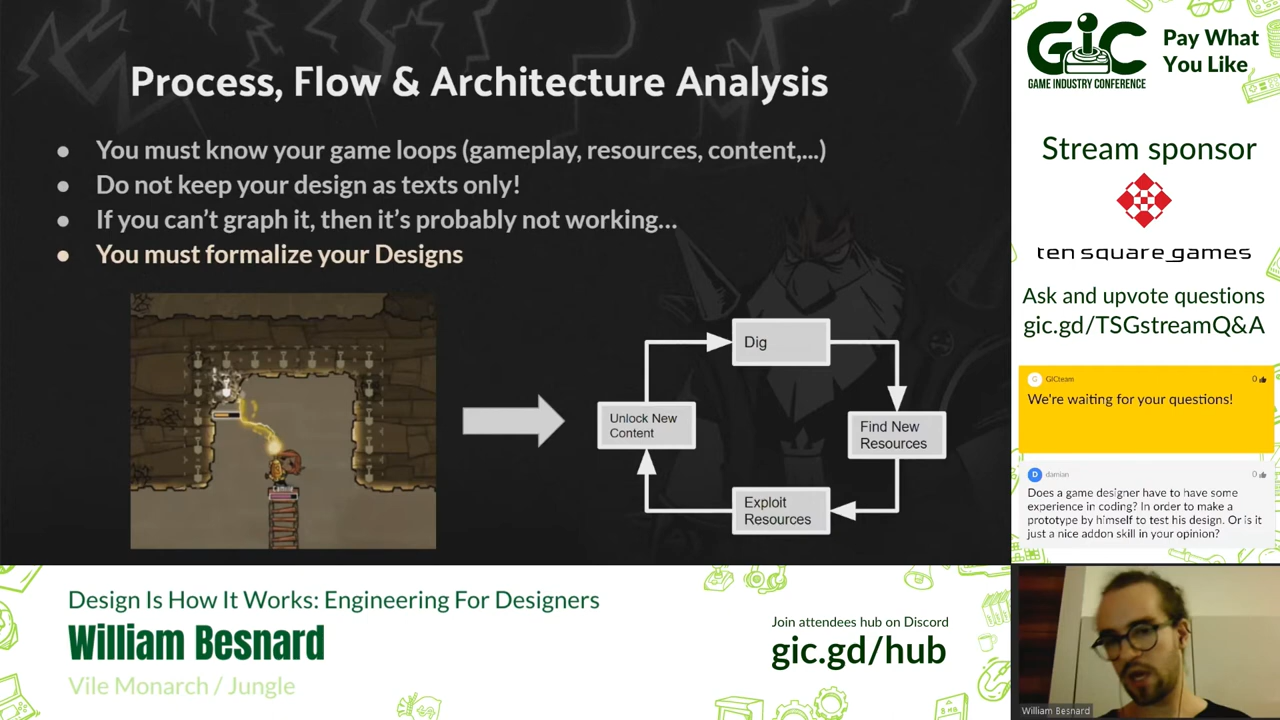 Process, Flow & Architecture Analysis
● You must know your game loops (gameplay, resources, content,...)
● Do not keep your design as texts only!
● If you can't graph it, then it's probably not working...
● You must formalize your Designs
Dig
Unlock New
Content
Find New
Resources
Exploit
Resources
GIC
GAME INDUSTRY CONFERENCE
Pay What
You Like
Stream sponsor
ten square games
Ask and upvote questions
gic.gd/TSGstreamQ&A
G GICteam 0
We're waiting for your questions!
D damian 0
Does a game designer have to have some
experience in coding? In order to make a
prototype by himself to test his design. Or is it
just a nice addon skill in your opinion?
Design Is How It Works: Engineering For Designers
William Besnard
Vile Monarch / Jungle
Join attendees hub on Discord
gic.gd/hub
William Besnard